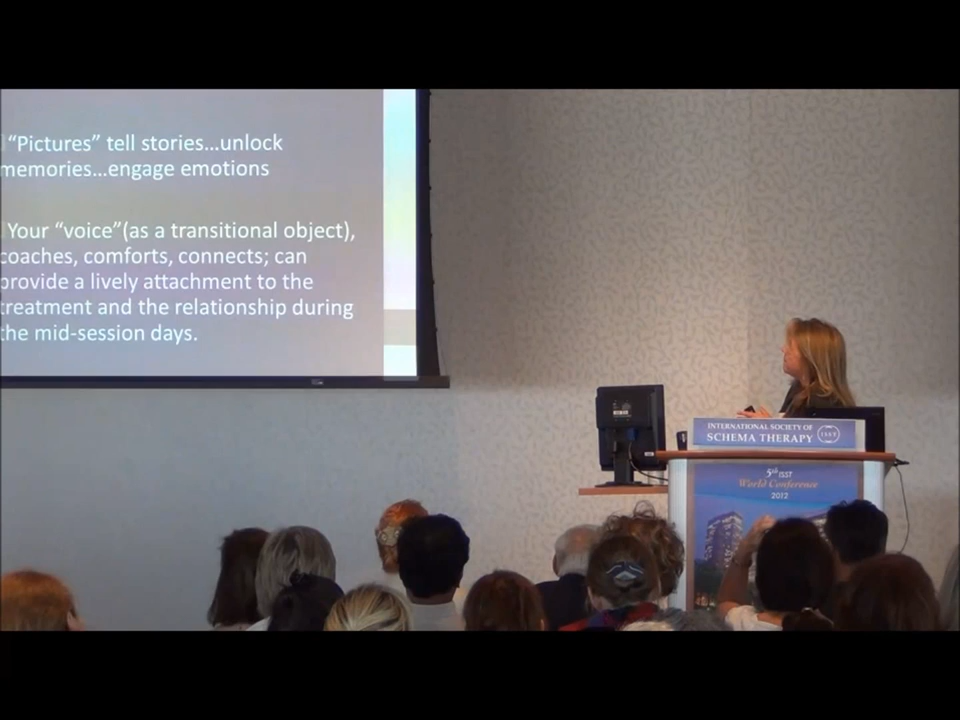 “Pictures” tell stories...unlock
memories...engage emotions
Your “voice”(as a transitional object),
coaches, comforts, connects; can
provide a lively attachment to the
treatment and the relationship during
the mid-session days.
INTERNATIONAL SOCIETY OF
SCHEMA THERAPY
ISST
5th ISST
World Conference
2012